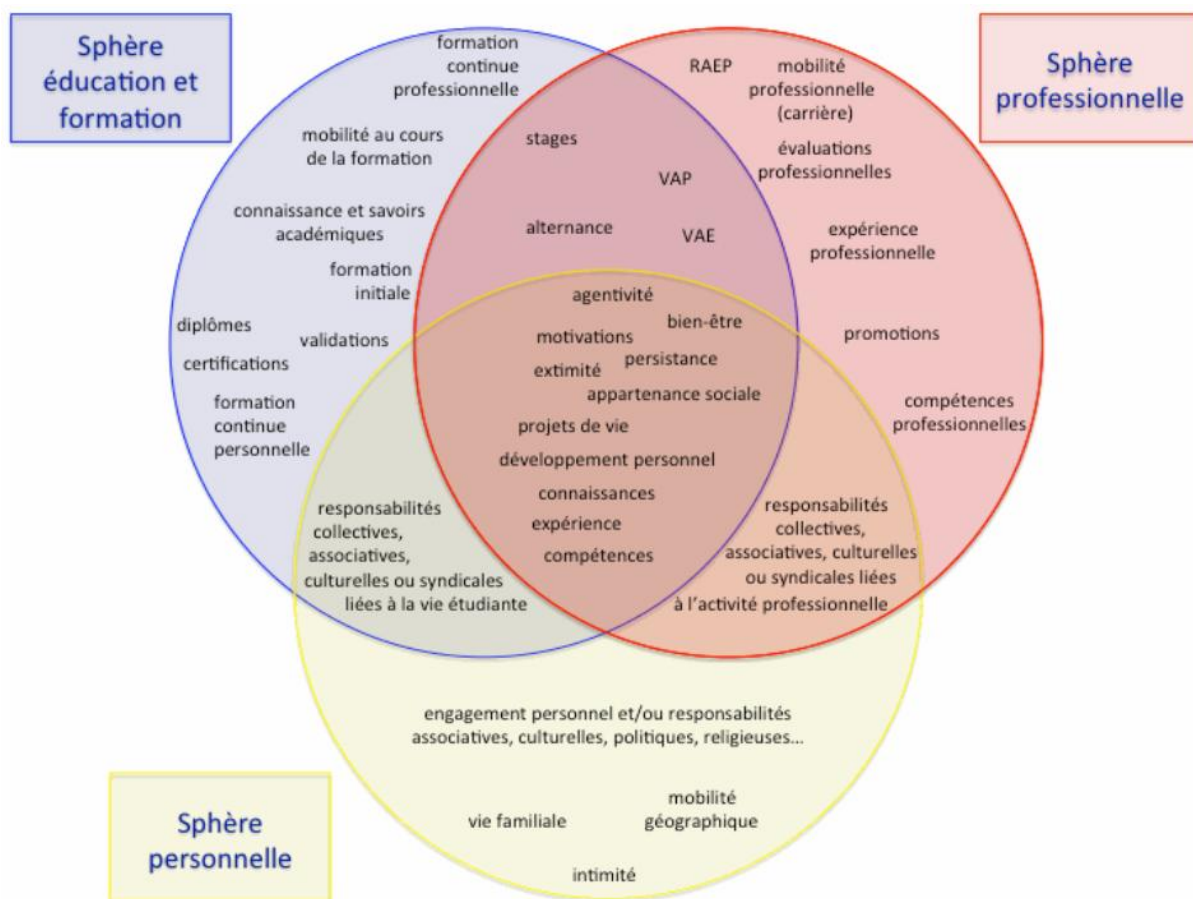 Sphère
éducation et
formation
Sphère
professionnelle
formation
continue
professionnelle
RAEP
mobilité
professionnelle
(carrière)
mobilité au cours
de la formation
stages
évaluations
professionnelles
VAP
connaissance et savoirs
académiques
alternance
VAE
expérience
professionnelle
formation
initiale
agentivité
diplômes
validations
motivations
bien-être
promotions
certifications
extimité
persistance
appartenance sociale
formation
continue
personnelle
projets de vie
compétences
professionnelles
développement personnel
connaissances
expérience
compétences
responsabilités
collectives,
associatives,
culturelles ou syndicales
liées à la vie étudiante
responsabilités
collectives,
associatives, culturelles
ou syndicales liées
à l'activité professionnelle
engagement personnel et/ou responsabilités
associatives, culturelles, politiques, religieuses...
vie familiale
mobilité
géographique
intimité
Sphère
personnelle